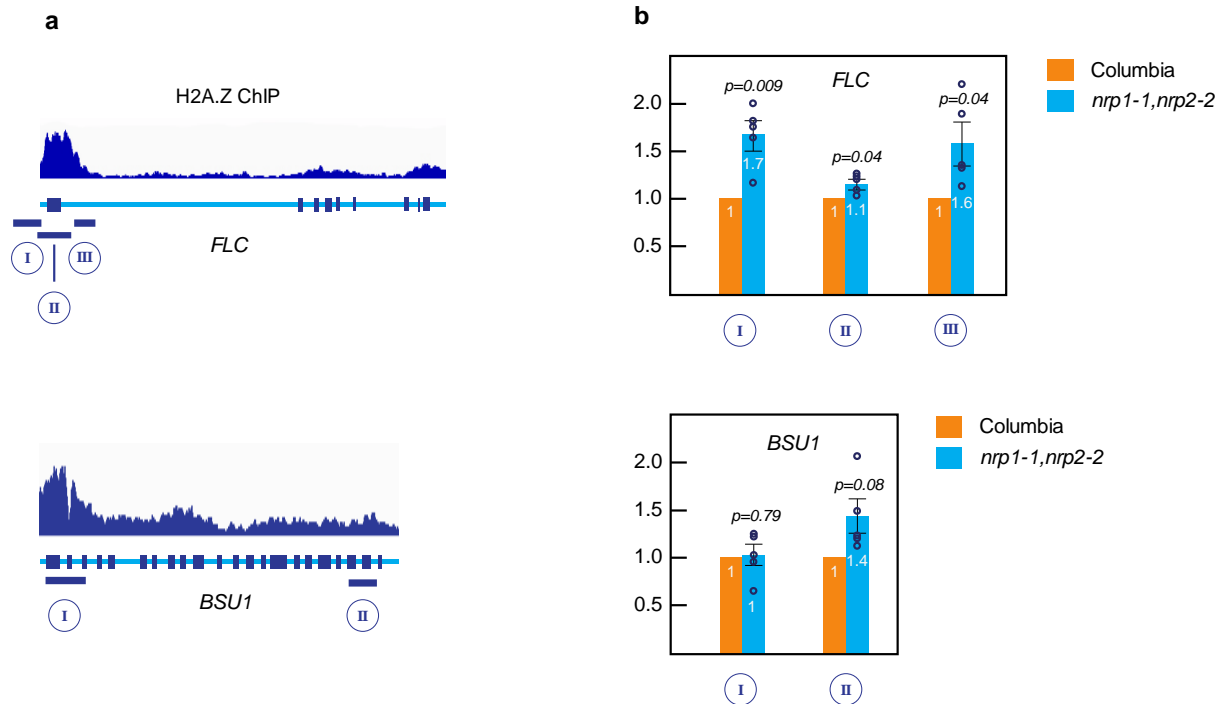 a
H2A.Z ChIP
I
III
FLC
II
BSU1
I
II
b
FLC
Columbia
nrp1-1,nrp2-2
p=0.009
p=0.04
p=0.04
2.0
1.5
1.0
0.5
1
1.7
1
1.1
1
1.6
I
II
III
BSU1
Columbia
nrp1-1,nrp2-2
p=0.79
p=0.08
2.0
1.5
1.0
0.5
1
1
1
1.4
I
II